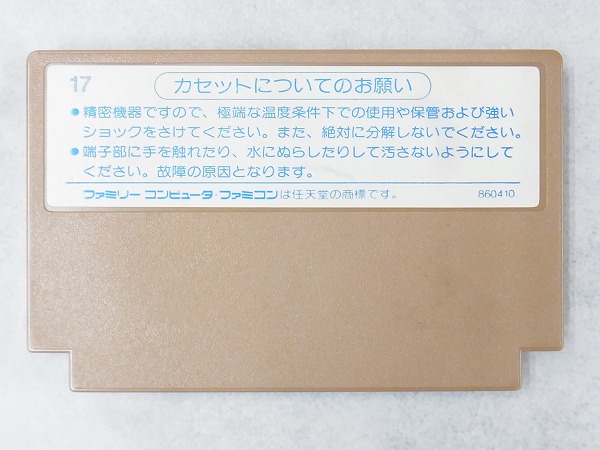 17
カセットについてのお願い
●精密機器ですので、極端な温度条件下での使用や保管および強い
ショックをさけてください。また、絶対に分解しないでください。
●端子部に手を触れたり、水にぬらしたりして汚さないようにして
ください。故障の原因となります。
ファミリー コンピュータ・ファミコンは任天堂の商標です。 860410